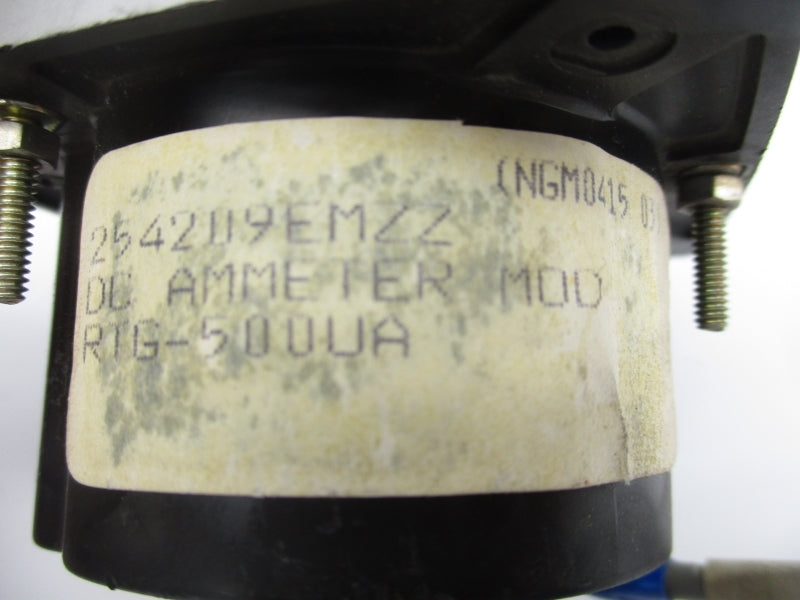 (NGM0415
254209EMZZ
DC AMMETER MOD
RTG-500UA